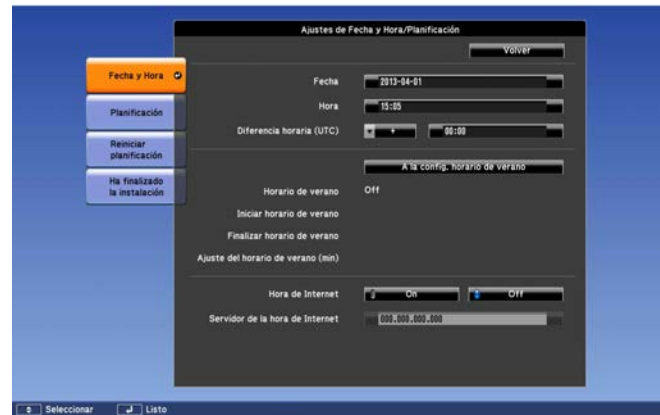 Ajustes de Fecha y Hora/Planificación
Volver
Fecha y Hora
Planificación
Reiniciar
planificación
Ha finalizado
la instalación
Fecha 2013-04-01
Hora 15:05
Diferencia horaria (UTC) + 00:00
A la config. horario de verano
Horario de verano Off
Iniciar horario de verano
Finalizar horario de verano
Ajuste del horario de verano (min)
Hora de Internet On Off
Servidor de la hora de Internet 000.000.000.000
Seleccionar Listo